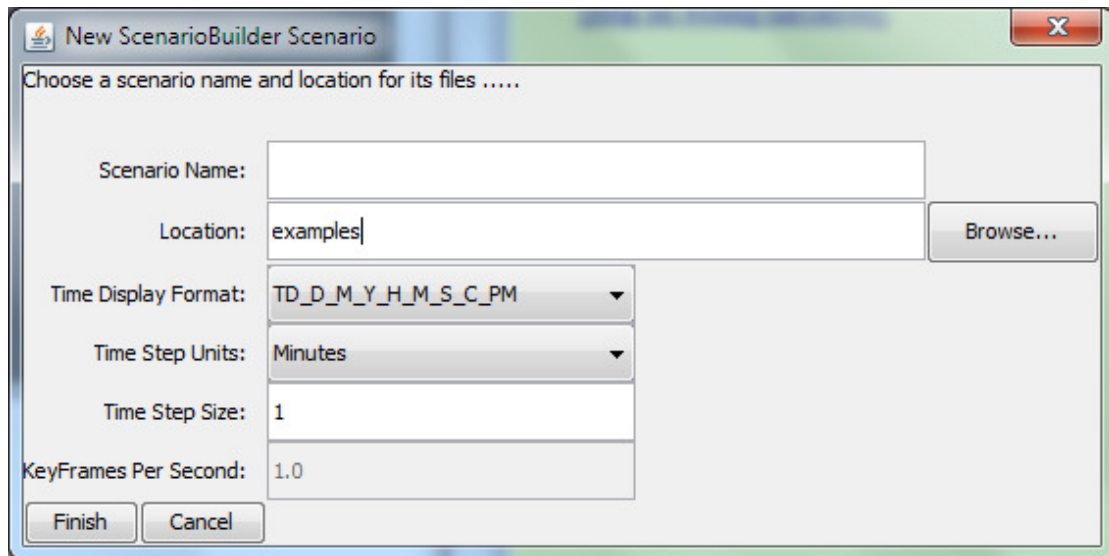 New ScenarioBuilder Scenario
Choose a scenario name and location for its files .....
Scenario Name:
Location: examples Browse...
Time Display Format: TD_D_M_Y_H_M_S_C_PM
Time Step Units: Minutes
Time Step Size: 1
KeyFrames Per Second: 1.0
Finish Cancel